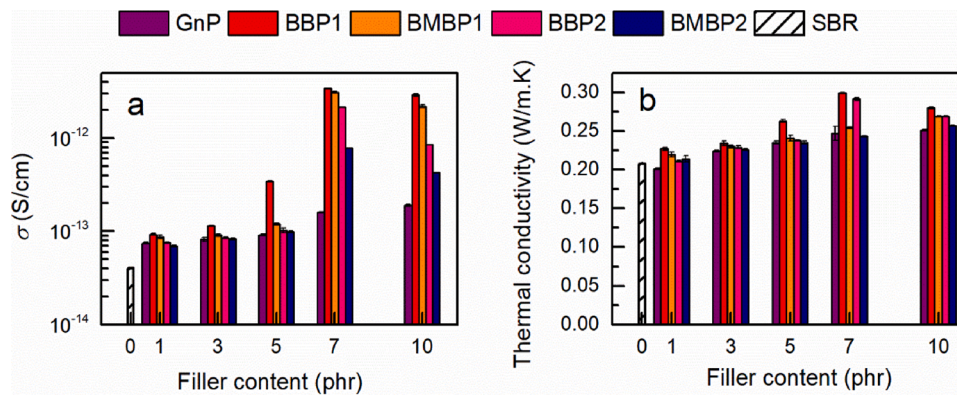 GnP BBP1 BMBP1 BBP2 BMBP2 SBR
a
σ (S/cm)
10⁻¹²
10⁻¹³
10⁻¹⁴
0 1 3 5 7 10
Filler content (phr)
b
Thermal conductivity (W/m.K)
0.30
0.25
0.20
0.15
0.10
0.05
0.00
0 1 3 5 7 10
Filler content (phr)